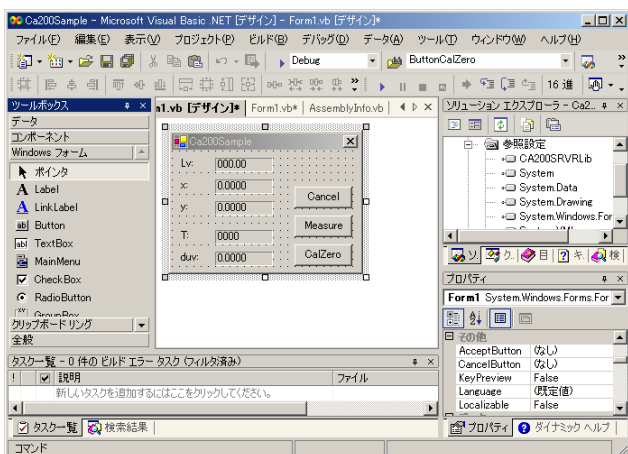 Ca200Sample - Microsoft Visual Basic .NET [デザイン] - Form1.vb [デザイン]*
ファイル(F) 編集(E) 表示(V) プロジェクト(P) ビルド(B) デバッグ(D) データ(A) ツール(T) ウィンドウ(W) ヘルプ(H)
Debug ButtonCalZero
16 進
ツールボックス
データ
コンポーネント
Windows フォーム
ポインタ
Label
LinkLabel
Button
TextBox
MainMenu
CheckBox
RadioButton
GroupBox
クリップボード リング
全般
n1.vb [デザイン]* Form1.vb* AssemblyInfo.vb
Ca200Sample
Lv: 000.00
x: 0.0000
y: 0.0000
T: 0000
duv: 0.0000
Cancel
Measure
CalZero
ソリューション エクスプローラ - Ca2...
参照設定
CA200SRVRLib
System
System.Data
System.Drawing
System.Windows.For
ソ. ク.. 目 キ. 検
プロパティ
Form1 System.Windows.Forms.For
その他
AcceptButton (なし)
CancelButton (なし)
KeyPreview False
Language (既定値)
Localizable False
プロパティ ダイナミック ヘルプ
タスク一覧 - 0 件の ビルド エラー タスク (フィルタ済み)
! 説明 ファイル
新しいタスクを追加するにはここをクリックしてください。
タスク一覧 検索結果
コマンド